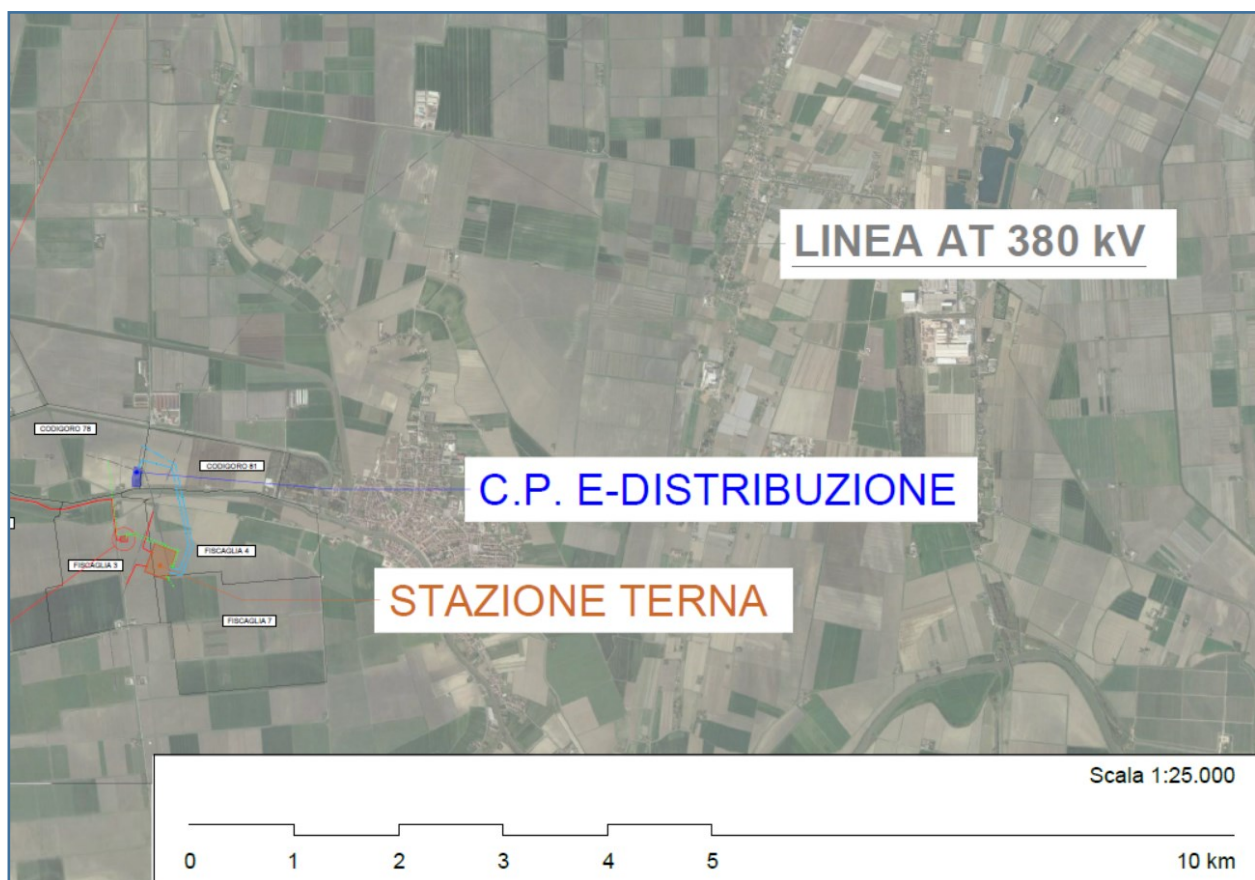 LINEA AT 380 kV
CODIGORO 78
CODIGORO 81
C.P. E-DISTRIBUZIONE
FISCAGLIA 4
FISCAGLIA 3
STAZIONE TERNA
FISCAGLIA 7
Scala 1:25.000
0 1 2 3 4 5 10 km